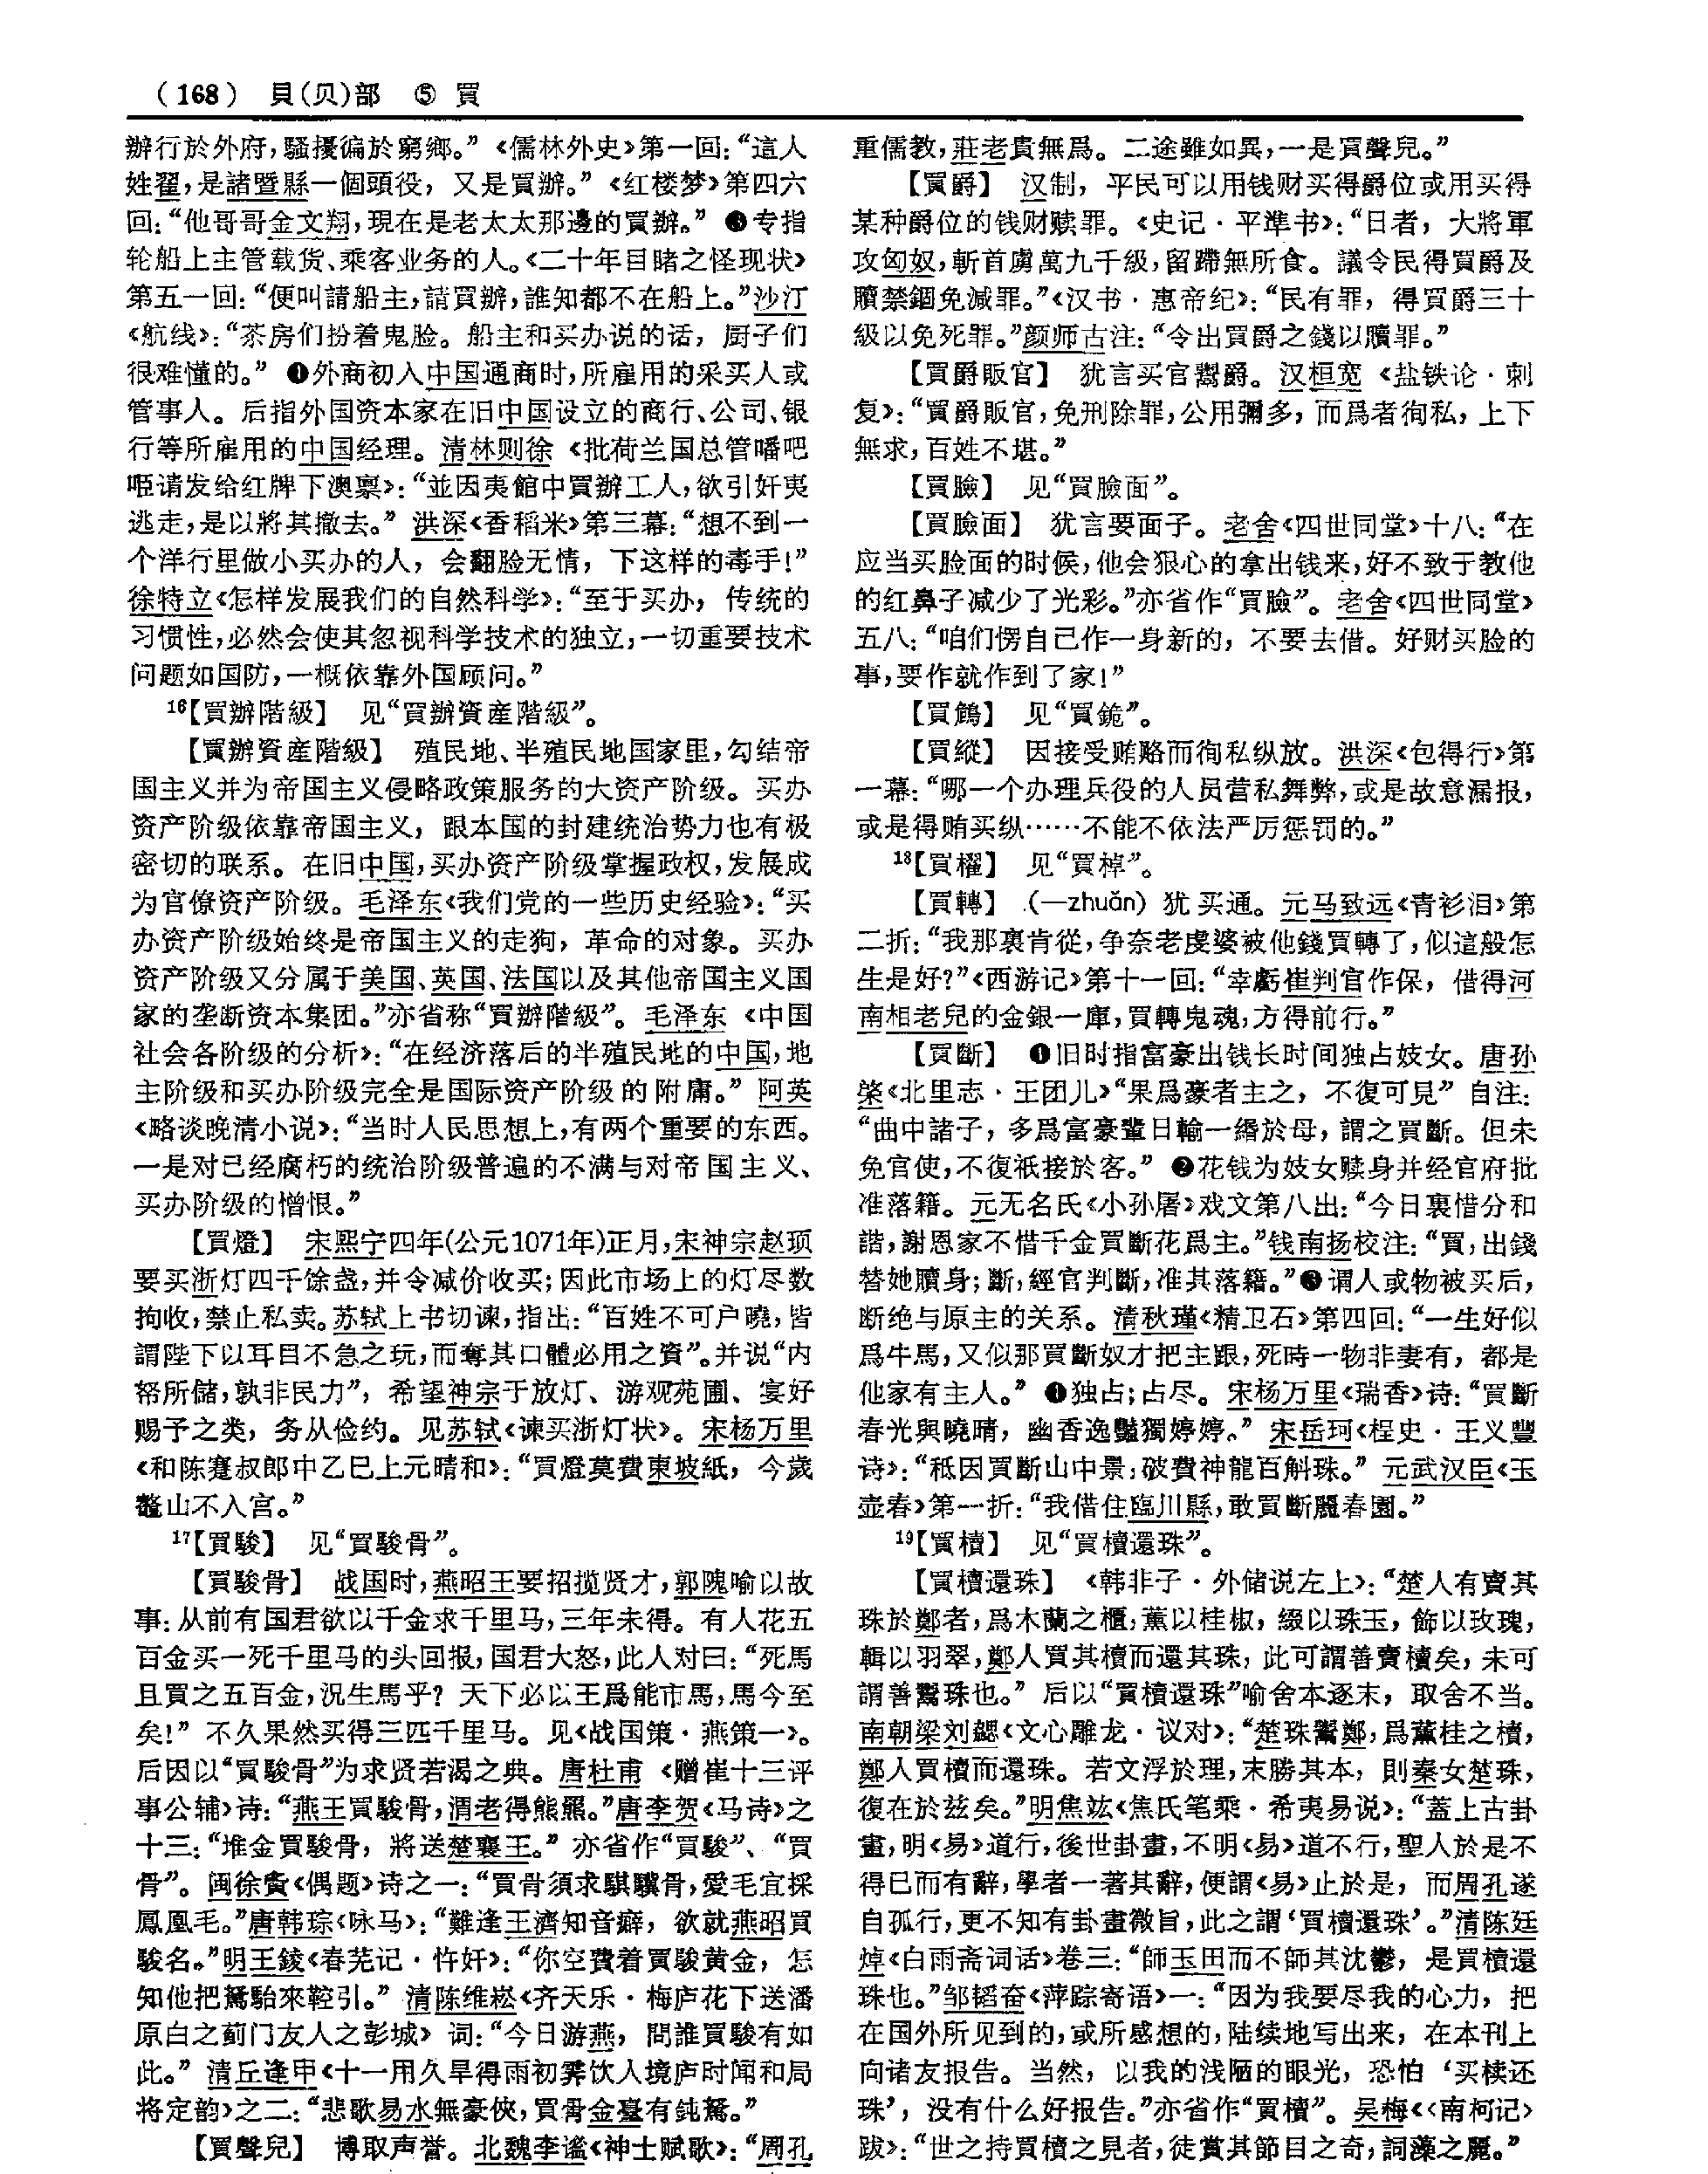 (168) 貝(贝)部 ⑤ 買
辦行於外府,騷擾徧於窮鄉。”《儒林外史》第一回:“這人
姓翟,是諸暨縣一個頭役,又是買辦。”《红楼梦》第四六
回:“他哥哥金文翔,現在是老太太那邊的買辦。” ❸专指
轮船上主管载货、乘客业务的人。《二十年目睹之怪现状》
第五一回:“便叫請船主,請買辦,誰知都不在船上。”沙汀
《航线》:“茶房们扮着鬼脸。船主和买办说的话,厨子们
很难懂的。” ❹外商初入中国通商时,所雇用的采买人或
管事人。后指外国资本家在旧中国设立的商行、公司、银
行等所雇用的中国经理。清林则徐《批荷兰国总管噃吧
㖠请发给红牌下澳禀》:“並因夷館中買辦工人,欲引奸夷
逃走,是以將其撤去。” 洪深《香稻米》第三幕:“想不到一
个洋行里做小买办的人,会翻脸无情,下这样的毒手!”
徐特立《怎样发展我们的自然科学》:“至于买办,传统的
习惯性,必然会使其忽视科学技术的独立,一切重要技术
问题如国防,一概依靠外国顾问。”
16【買辦階級】 见“買辦資産階級”。
【買辦資産階級】 殖民地、半殖民地国家里,勾结帝
国主义并为帝国主义侵略政策服务的大资产阶级。买办
资产阶级依靠帝国主义,跟本国的封建统治势力也有极
密切的联系。在旧中国,买办资产阶级掌握政权,发展成
为官僚资产阶级。毛泽东《我们党的一些历史经验》:“买
办资产阶级始终是帝国主义的走狗,革命的对象。买办
资产阶级又分属于美国、英国、法国以及其他帝国主义国
家的垄断资本集团。”亦省称“買辦階級”。毛泽东《中国
社会各阶级的分析》:“在经济落后的半殖民地的中国,地
主阶级和买办阶级完全是国际资产阶级的附庸。” 阿英
《略谈晚清小说》:“当时人民思想上,有两个重要的东西。
一是对已经腐朽的统治阶级普遍的不满与对帝国主义、
买办阶级的憎恨。”
【買燈】 宋熙宁四年(公元1071年)正月,宋神宗赵顼
要买浙灯四千馀盏,并令减价收买;因此市场上的灯尽数
拘收,禁止私卖。苏轼上书切谏,指出:“百姓不可户曉,皆
謂陛下以耳目不急之玩,而奪其口體必用之資”。并说“内
帑所儲,孰非民力”,希望神宗于放灯、游观苑囿、宴好
赐予之类,务从俭约。见苏轼《谏买浙灯状》。宋杨万里
《和陈蹇叔郎中乙巳上元晴和》:“買燈莫費東坡紙,今歲
鼇山不入宫。”
17【買駿】 见“買駿骨”。
【買駿骨】 战国时,燕昭王要招揽贤才,郭隗喻以故
事:从前有国君欲以千金求千里马,三年未得。有人花五
百金买一死千里马的头回报,国君大怒,此人对曰:“死馬
且買之五百金,況生馬乎?天下必以王爲能市馬,馬今至
矣!”不久果然买得三匹千里马。见《战国策·燕策一》。
后因以“買駿骨”为求贤若渴之典。唐杜甫《赠崔十三评
事公辅》诗:“燕王買駿骨,渭老得熊羆。”唐李贺《马诗》之
十三:“堆金買駿骨,將送楚襄王。”亦省作“買駿”、“買
骨”。闽徐夤《偶题》诗之一:“買骨須求騏驥骨,愛毛宜採
鳳凰毛。”唐韩琮《咏马》:“難逢王濟知音癖,欲就燕昭買
駿名。”明王錂《春芜记·忤奸》:“你空費着買駿黄金,怎
知他把駑駘來鞚引。” 清陈维崧《齐天乐·梅庐花下送潘
原白之蓟门友人之彭城》词:“今日游燕,問誰買駿有如
此。” 清丘逢甲《十一用久旱得雨初霁饮人境庐时闻和局
将定韵》之二:“悲歌易水無豪俠,買骨金臺有鈍駑。”
【買聲兒】 博取声誉。北魏李谧《神士赋歌》:“周孔
重儒教,莊老貴無爲。二途雖如異,一是買聲兒。”
【買爵】 汉制,平民可以用钱财买得爵位或用买得
某种爵位的钱财赎罪。《史记·平準书》:“日者,大將軍
攻匈奴,斬首虜萬九千級,留蹛無所食。議令民得買爵及
贖禁錮免減罪。”《汉书·惠帝纪》:“民有罪,得買爵三十
級以免死罪。”颜师古注:“令出買爵之錢以贖罪。”
【買爵販官】 犹言买官鬻爵。汉桓宽《盐铁论·刺
复》:“買爵販官,免刑除罪,公用彌多,而爲者徇私,上下
無求,百姓不堪。”
【買臉】 见“買臉面”。
【買臉面】 犹言要面子。老舍《四世同堂》十八:“在
应当买脸面的时候,他会狠心的拿出钱来,好不致于教他
的红鼻子减少了光彩。”亦省作“買臉”。老舍《四世同堂》
五八:“咱们愣自己作一身新的,不要去借。好财买脸的
事,要作就作到了家!”
【買鴿】 见“買鴆”。
【買縱】 因接受贿赂而徇私纵放。洪深《包得行》第
一幕:“哪一个办理兵役的人员营私舞弊,或是故意漏报,
或是得贿买纵……不能不依法严厉惩罚的。”
18【買櫂】 见“買棹”。
【買轉】 (—zhuǎn) 犹买通。元马致远《青衫泪》第
二折:“我那裏肯從,争奈老虔婆被他錢買轉了,似這般怎
生是好?”《西游记》第十一回:“幸虧崔判官作保,借得河
南相老兒的金銀一庫,買轉鬼魂,方得前行。”
【買斷】 ❶旧时指富豪出钱长时间独占妓女。唐孙
棨《北里志·王团儿》“果爲豪者主之,不復可見” 自注:
“曲中諸子,多爲富豪輩日輸一緡於母,謂之買斷。但未
免官使,不復祇接於客。” ❷花钱为妓女赎身并经官府批
准落籍。元无名氏《小孙屠》戏文第八出:“今日裏惜分和
諧,謝恩家不惜千金買斷花爲主。”钱南扬校注:“買,出錢
替她贖身;斷,經官判斷,准其落籍。”❸谓人或物被买后,
断绝与原主的关系。清秋瑾《精卫石》第四回:“一生好似
爲牛馬,又似那買斷奴才把主跟,死時一物非妻有,都是
他家有主人。” ❹独占;占尽。宋杨万里《瑞香》诗:“買斷
春光與曉晴,幽香逸豔獨婷婷。” 宋岳珂《桯史·王义豐
诗》:“秪因買斷山中景,破費神龍百斛珠。” 元武汉臣《玉
壶春》第一折:“我借住臨川縣,敢買斷麗春園。”
19【買櫝】 见“買櫝還珠”。
【買櫝還珠】 《韩非子·外储说左上》:“楚人有賣其
珠於鄭者,爲木蘭之櫃,薰以桂椒,綴以珠玉,飾以玫瑰,
輯以羽翠,鄭人買其櫝而還其珠,此可謂善賣櫝矣,未可
謂善鬻珠也。” 后以“買櫝還珠”喻舍本逐末,取舍不当。
南朝梁刘勰《文心雕龙·议对》:“楚珠鬻鄭,爲薰桂之櫝,
鄭人買櫝而還珠。若文浮於理,末勝其本,則秦女楚珠,
復在於兹矣。”明焦竑《焦氏笔乘·希夷易说》:“蓋上古卦
畫,明《易》道行,後世卦畫,不明《易》道不行,聖人於是不
得已而有辭,學者一著其辭,便謂《易》止於是,而周孔遂
自孤行,更不知有卦畫微旨,此之謂‘買櫝還珠’。”清陈廷
焯《白雨斋词话》卷三:“師玉田而不師其沈鬱,是買櫝還
珠也。”邹韬奋《萍踪寄语》一:“因为我要尽我的心力,把
在国外所见到的,或所感想的,陆续地写出来,在本刊上
向诸友报告。当然,以我的浅陋的眼光,恐怕‘买椟还
珠’,没有什么好报告。”亦省作“買櫝”。吴梅《〈南柯记〉
跋》:“世之持買櫝之見者,徒賞其節目之奇,詞藻之麗。”